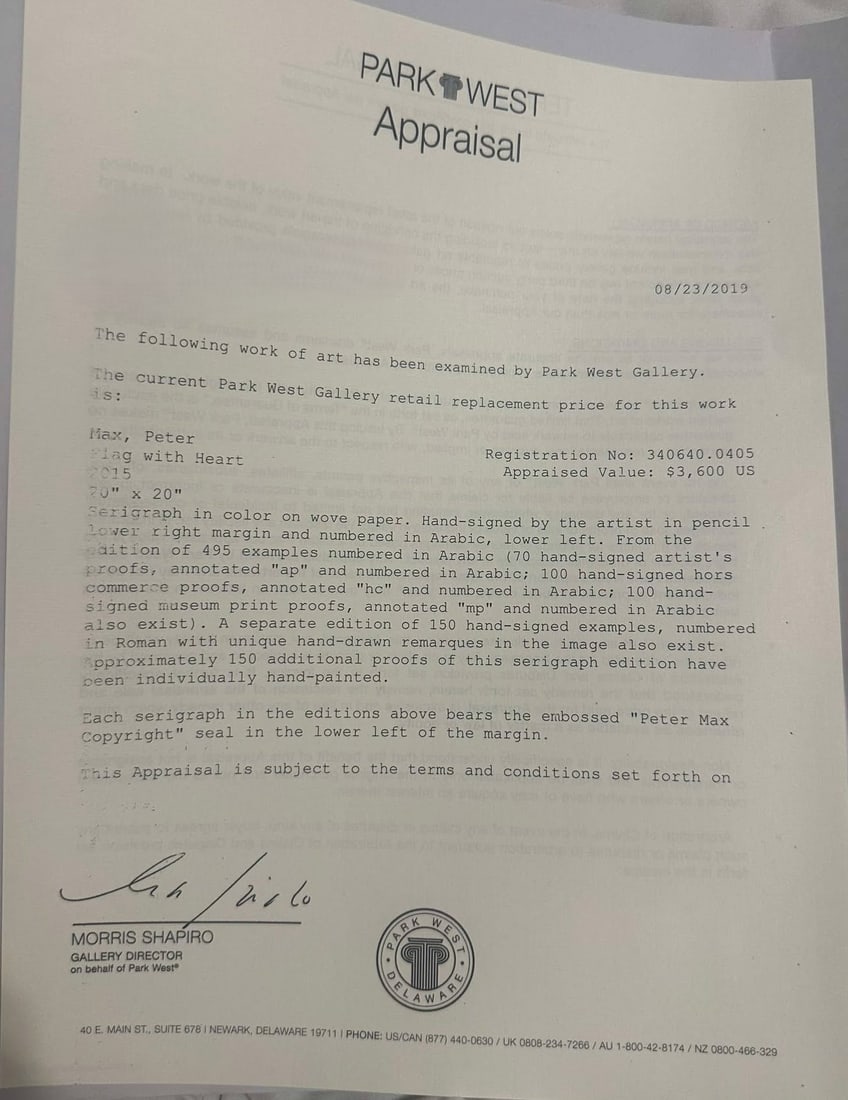 PARK WEST
Appraisal
08/23/2019
The following work of art has been examined by Park West Gallery.
The current Park West Gallery retail replacement price for this work
is:
Max, Peter
Flag with Heart
2015
Registration No: 340640.0405
Appraised Value: $3,600 US
20" x 20"
Serigraph in color on wove paper. Hand-signed by the artist in pencil
lower right margin and numbered in Arabic, lower left. From the
edition of 495 examples numbered in Arabic (70 hand-signed artist's
proofs, annotated "ap" and numbered in Arabic; 100 hand-signed hors
commerce proofs, annotated "hc" and numbered in Arabic; 100 hand-
signed museum print proofs, annotated "mp" and numbered in Arabic
also exist). A separate edition of 150 hand-signed examples, numbered
in Roman with unique hand-drawn remarques in the image also exist.
Approximately 150 additional proofs of this serigraph edition have
been individually hand-painted.
Each serigraph in the editions above bears the embossed "Peter Max
Copyright" seal in the lower left of the margin.
This Appraisal is subject to the terms and conditions set forth on
MORRIS SHAPIRO
GALLERY DIRECTOR
on behalf of Park West®
PARK WEST
DELAWARE
40 E. MAIN ST., SUITE 678 | NEWARK, DELAWARE 19711 | PHONE: US/CAN (877) 440-0630 / UK 0808-234-7266 / AU 1-800-42-8174 / NZ 0800-466-329